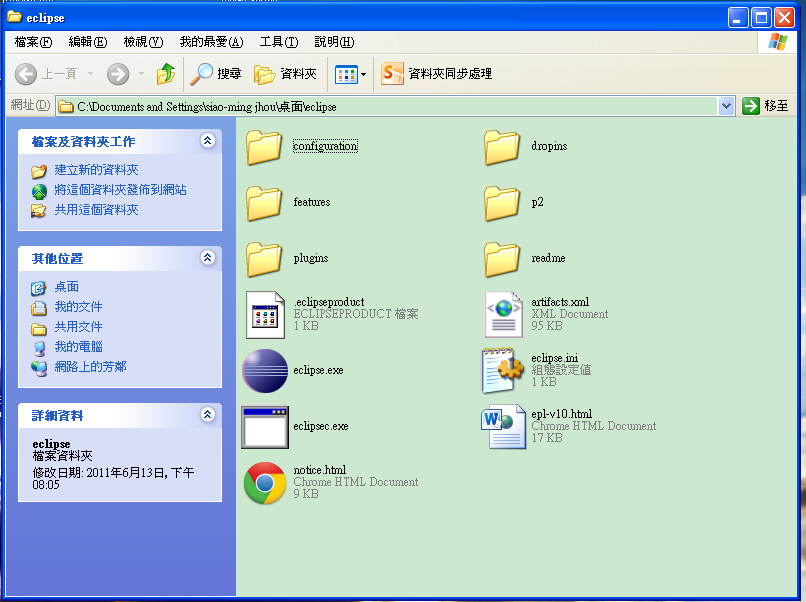 eclipse
檔案(F) 編輯(E) 檢視(V) 我的最愛(A) 工具(T) 說明(H)
上一頁 搜尋 資料夾 資料夾同步處理
網址(D) C:\Documents and Settings\siao-ming jhou\桌面\eclipse 移至
檔案及資料夾工作
建立新的資料夾
將這個資料夾發佈到網站
共用這個資料夾
其他位置
桌面
我的文件
共用文件
我的電腦
網路上的芳鄰
詳細資料
eclipse
檔案資料夾
修改日期: 2011年6月13日, 下午
08:05
configuration
dropins
features
p2
plugins
readme
.eclipseproduct
ECLIPSEPRODUCT 檔案
1 KB
artifacts.xml
XML Document
95 KB
eclipse.exe
eclipse.ini
組態設定值
1 KB
eclipsec.exe
epl-v10.html
Chrome HTML Document
17 KB
notice.html
Chrome HTML Document
9 KB